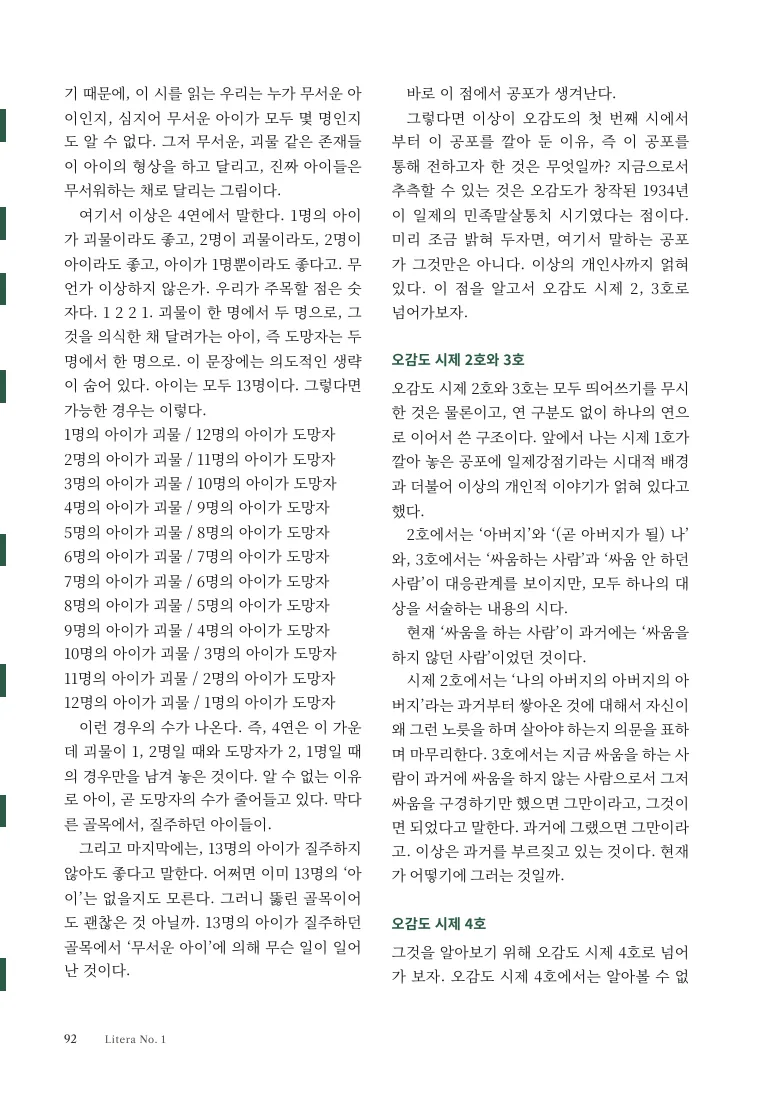 기 때문에, 이 시를 읽는 우리는 누가 무서운 아
이인지, 심지어 무서운 아이가 모두 몇 명인지
도 알 수 없다. 그저 무서운, 괴물 같은 존재들
이 아이의 형상을 하고 달리고, 진짜 아이들은
무서워하는 채로 달리는 그림이다.
여기서 이상은 4연에서 말한다. 1명의 아이
가 괴물이라도 좋고, 2명이 괴물이라도, 2명이
아이라도 좋고, 아이가 1명뿐이라도 좋다고. 무
언가 이상하지 않은가. 우리가 주목할 점은 숫
자다. 1 2 2 1. 괴물이 한 명에서 두 명으로, 그
것을 의식한 채 달려가는 아이, 즉 도망자는 두
명에서 한 명으로. 이 문장에는 의도적인 생략
이 숨어 있다. 아이는 모두 13명이다. 그렇다면
가능한 경우는 이렇다.
1명의 아이가 괴물 / 12명의 아이가 도망자
2명의 아이가 괴물 / 11명의 아이가 도망자
3명의 아이가 괴물 / 10명의 아이가 도망자
4명의 아이가 괴물 / 9명의 아이가 도망자
5명의 아이가 괴물 / 8명의 아이가 도망자
6명의 아이가 괴물 / 7명의 아이가 도망자
7명의 아이가 괴물 / 6명의 아이가 도망자
8명의 아이가 괴물 / 5명의 아이가 도망자
9명의 아이가 괴물 / 4명의 아이가 도망자
10명의 아이가 괴물 / 3명의 아이가 도망자
11명의 아이가 괴물 / 2명의 아이가 도망자
12명의 아이가 괴물 / 1명의 아이가 도망자
이런 경우의 수가 나온다. 즉, 4연은 이 가운
데 괴물이 1, 2명일 때와 도망자가 2, 1명일 때
의 경우만을 남겨 놓은 것이다. 알 수 없는 이유
로 아이, 곧 도망자의 수가 줄어들고 있다. 막다
른 골목에서, 질주하던 아이들이.
그리고 마지막에는, 13명의 아이가 질주하지
않아도 좋다고 말한다. 어쩌면 이미 13명의 ‘아
이’는 없을지도 모른다. 그러니 뚫린 골목이어
도 괜찮은 것 아닐까. 13명의 아이가 질주하던
골목에서 ‘무서운 아이’에 의해 무슨 일이 일어
난 것이다.
바로 이 점에서 공포가 생겨난다.
그렇다면 이상이 오감도의 첫 번째 시에서
부터 이 공포를 깔아 둔 이유, 즉 이 공포를
통해 전하고자 한 것은 무엇일까? 지금으로서
추측할 수 있는 것은 오감도가 창작된 1934년
이 일제의 민족말살통치 시기였다는 점이다.
미리 조금 밝혀 두자면, 여기서 말하는 공포
가 그것만은 아니다. 이상의 개인사까지 얽혀
있다. 이 점을 알고서 오감도 시제 2, 3호로
넘어가보자.
오감도 시제 2호와 3호
오감도 시제 2호와 3호는 모두 띄어쓰기를 무시
한 것은 물론이고, 연 구분도 없이 하나의 연으
로 이어서 쓴 구조이다. 앞에서 나는 시제 1호가
깔아 놓은 공포에 일제강점기라는 시대적 배경
과 더불어 이상의 개인적 이야기가 얽혀 있다고
했다.
2호에서는 ‘아버지’와 ‘(곧 아버지가 될) 나’
와, 3호에서는 ‘싸움하는 사람’과 ‘싸움 안 하던
사람’이 대응관계를 보이지만, 모두 하나의 대
상을 서술하는 내용의 시다.
현재 ‘싸움을 하는 사람’이 과거에는 ‘싸움을
하지 않던 사람’이었던 것이다.
시제 2호에서는 ‘나의 아버지의 아버지의 아
버지’라는 과거부터 쌓아온 것에 대해서 자신이
왜 그런 노릇을 하며 살아야 하는지 의문을 표하
며 마무리한다. 3호에서는 지금 싸움을 하는 사
람이 과거에 싸움을 하지 않는 사람으로서 그저
싸움을 구경하기만 했으면 그만이라고, 그것이
면 되었다고 말한다. 과거에 그랬으면 그만이라
고. 이상은 과거를 부르짖고 있는 것이다. 현재
가 어떻기에 그러는 것일까.
오감도 시제 4호
그것을 알아보기 위해 오감도 시제 4호로 넘어
가 보자. 오감도 시제 4호에서는 알아볼 수 없
92 Litera No. 1